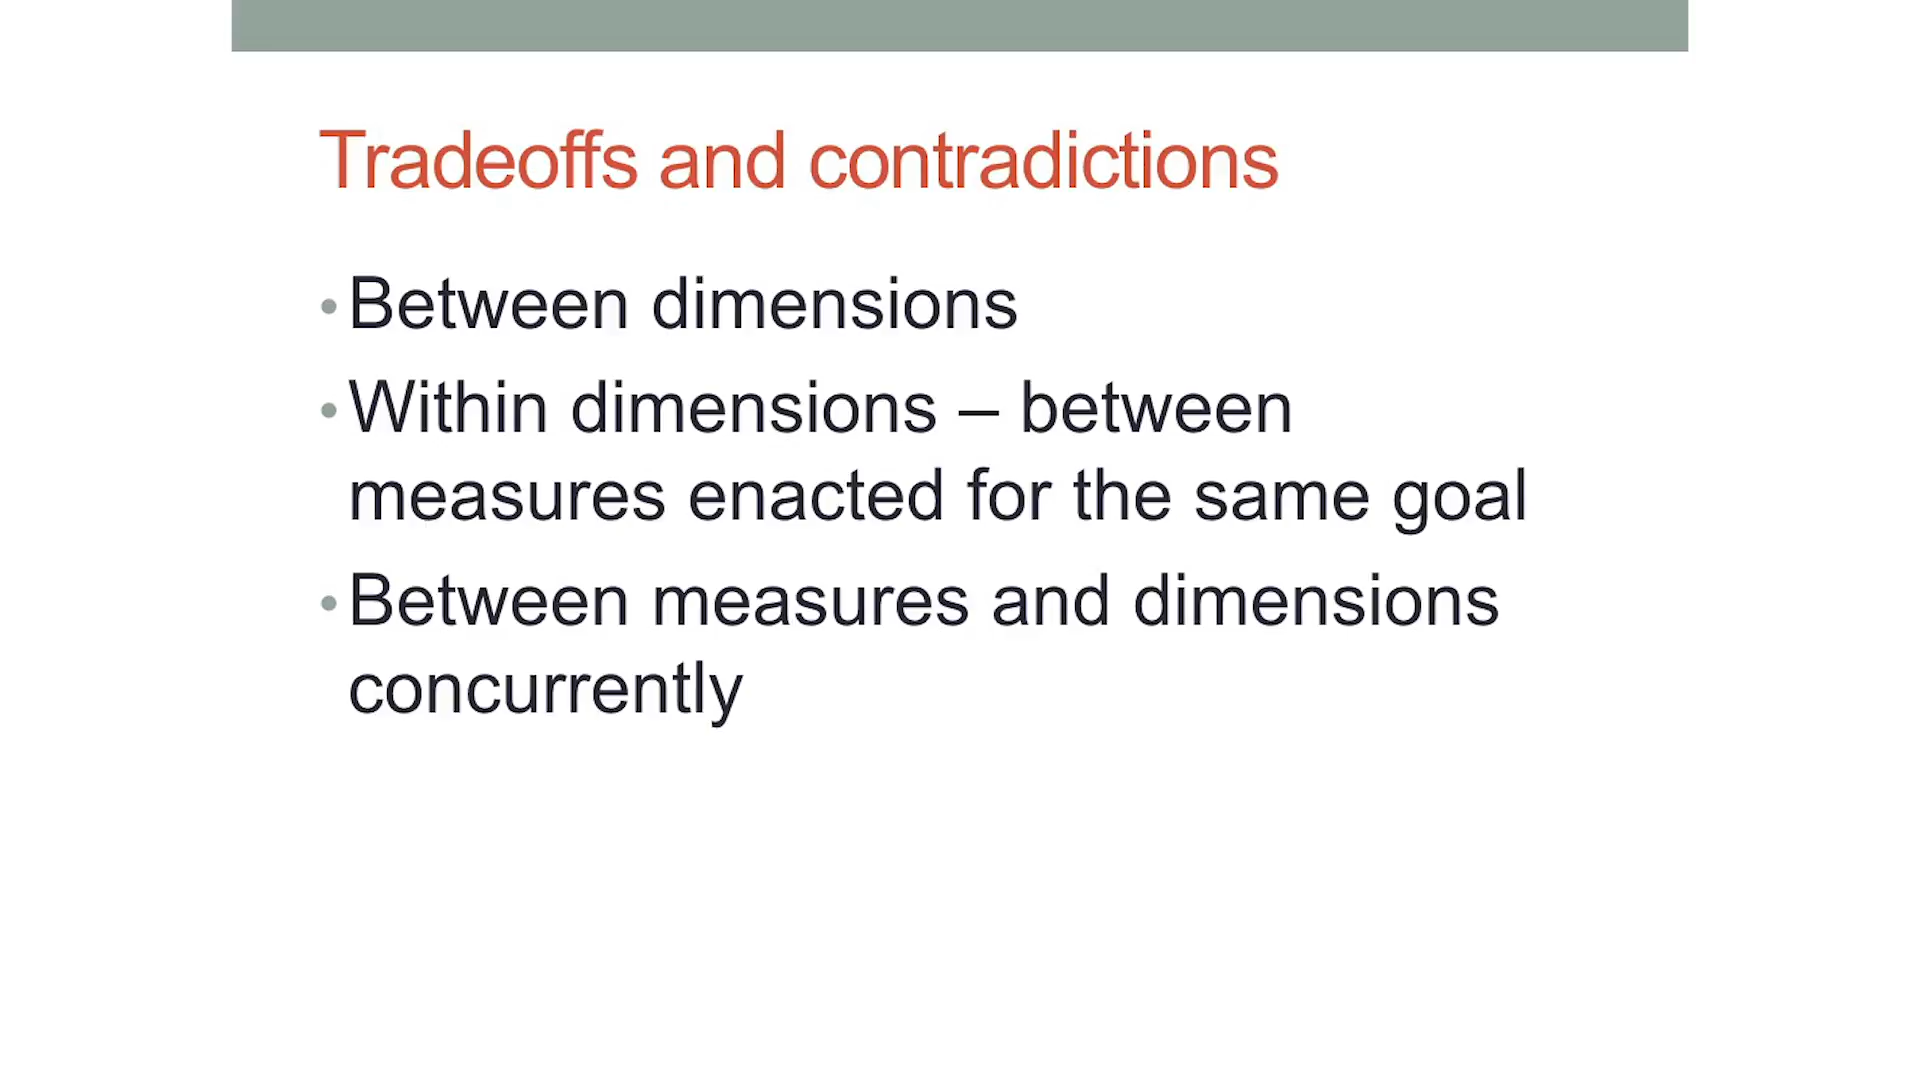 Tradeoffs and contradictions
• Between dimensions
• Within dimensions – between
measures enacted for the same goal
• Between measures and dimensions
concurrently